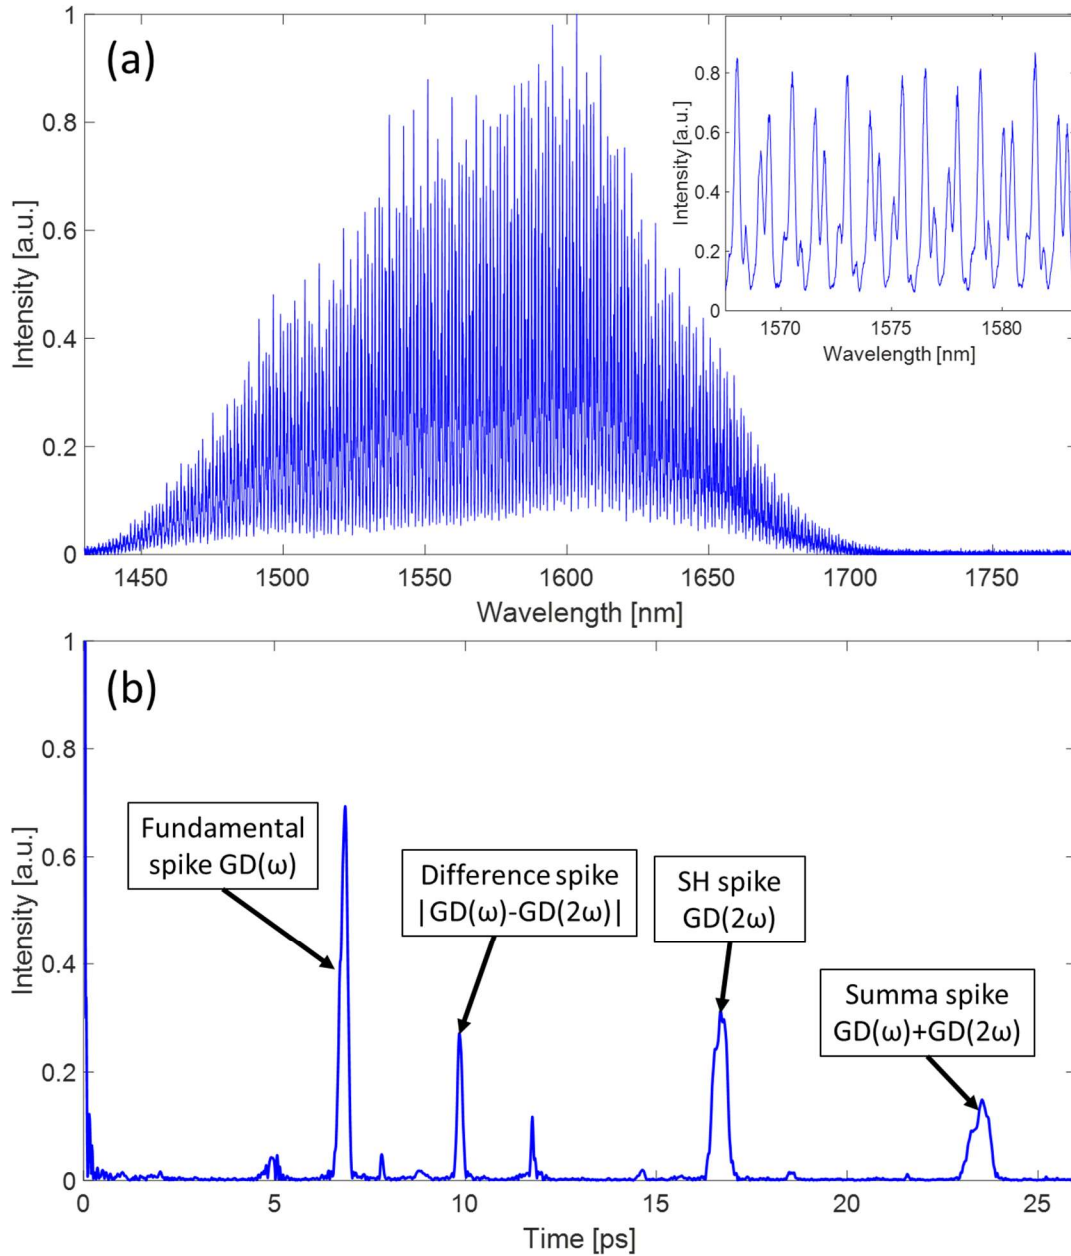 (a)
Intensity [a.u.]
1
0.8
0.6
0.4
0.2
0
1450 1500 1550 1600 1650 1700 1750
Wavelength [nm]
Intensity [a.u.]
0.8
0.6
0.4
0.2
0
1570 1575 1580
Wavelength [nm]
(b)
Intensity [a.u.]
1
0.8
0.6
0.4
0.2
0
Fundamental
spike GD(ω)
Difference spike
|GD(ω)-GD(2ω)|
SH spike
GD(2ω)
Summa spike
GD(ω)+GD(2ω)
0 5 10 15 20 25
Time [ps]